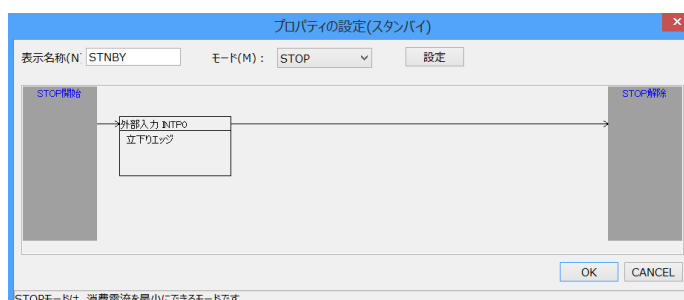 プロパティの設定(スタンバイ)
表示名称(N STNBY モード(M): STOP 設定
STOP開始 STOP解除
外部入力 INTP0
立下りエッジ
OK CANCEL
STOPモードは、消費電流を最小にできるモードです。